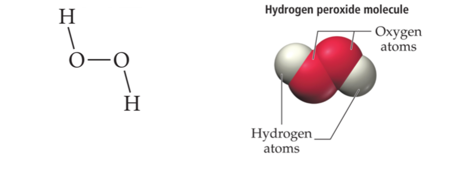 H
O—O
H
Hydrogen peroxide molecule
Oxygen
atoms
Hydrogen
atoms